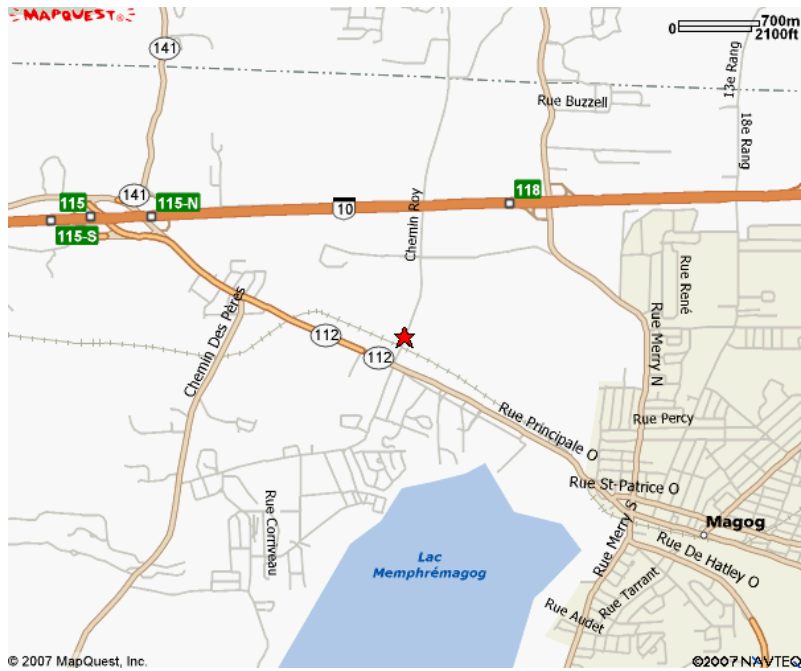 MAPQUEST
700m
0
2100ft
141
13e Rang
Rue Buzzell
18e Rang
141
118
115
115-N
10
Chemin Roy
115-S
Rue René
Chemin Des Pères
Rue Merry N
112
112
Rue Percy
Rue Principale O
Rue St-Patrice O
Rue Corriveau
Magog
Rue Merry S
Rue De Hatley O
Lac
Memphrémagog
Rue Tarrant
Rue Audet
© 2007 MapQuest, Inc.
©2007 NAVTEQ